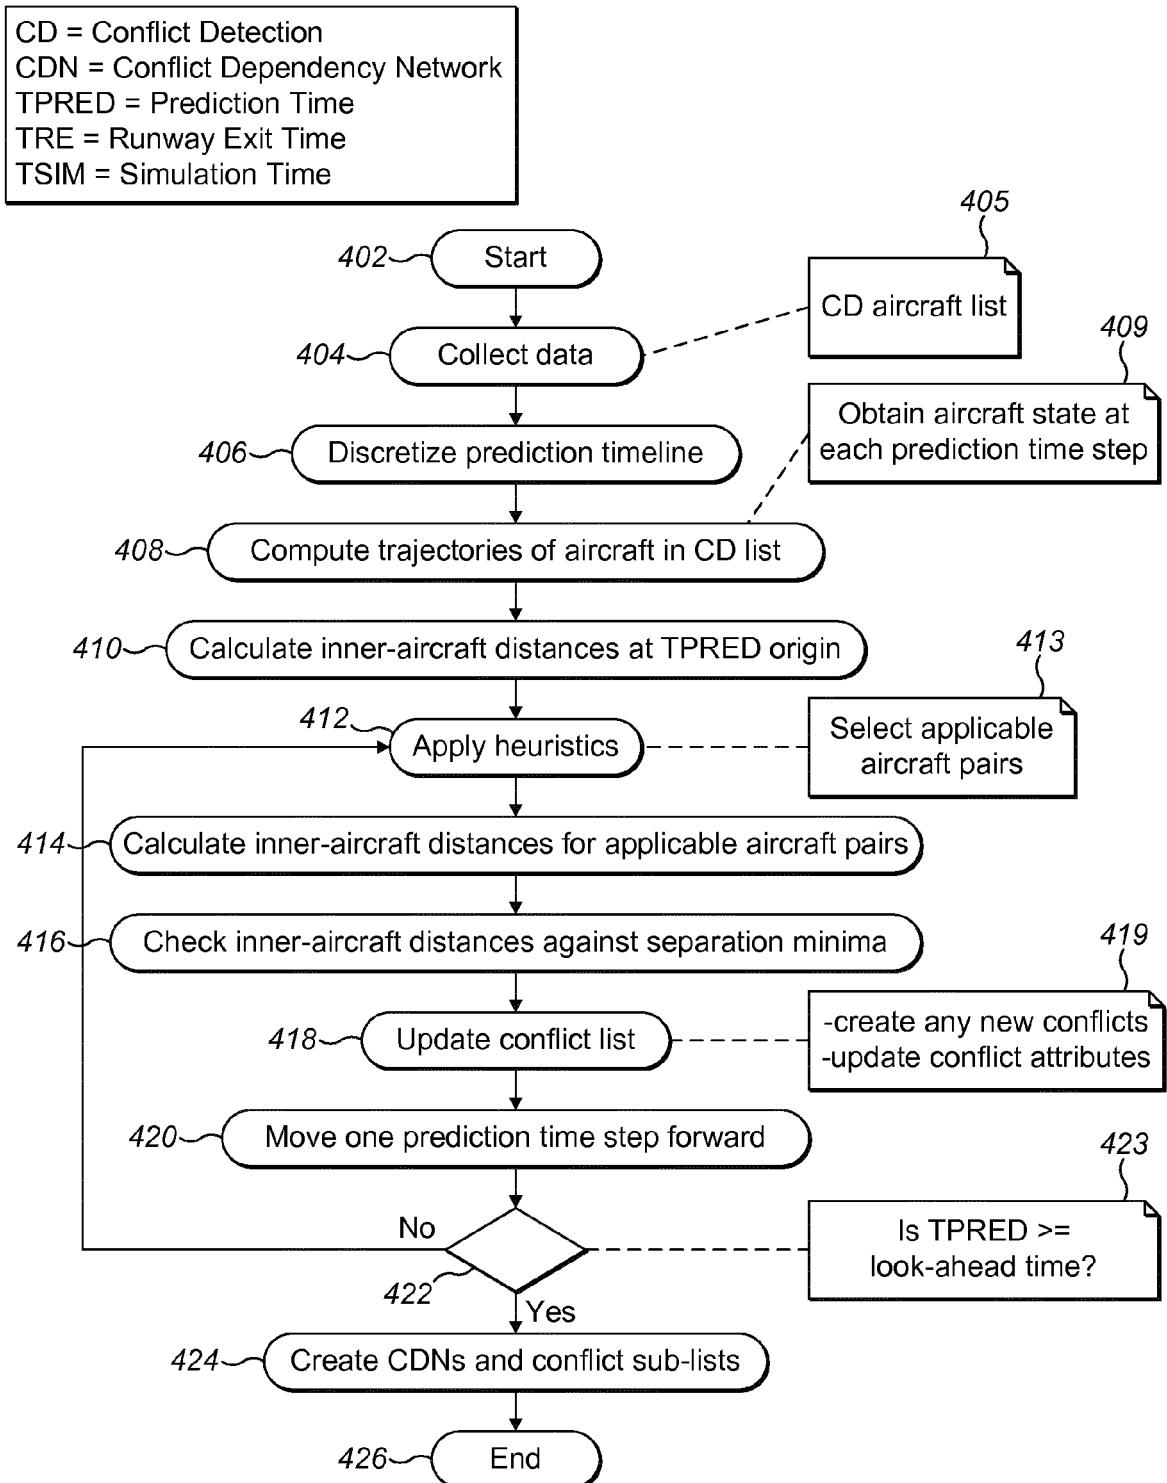 CD = Conflict Detection
CDN = Conflict Dependency Network
TPRED = Prediction Time
TRE = Runway Exit Time
TSIM = Simulation Time
405
402
Start
CD aircraft list
409
404
Collect data
Obtain aircraft state at
each prediction time step
406
Discretize prediction timeline
408
Compute trajectories of aircraft in CD list
410
Calculate inner-aircraft distances at TPRED origin
413
412
Apply heuristics
Select applicable
aircraft pairs
414
Calculate inner-aircraft distances for applicable aircraft pairs
416
Check inner-aircraft distances against separation minima
419
418
Update conflict list
-create any new conflicts
-update conflict attributes
420
Move one prediction time step forward
423
No
422
Is TPRED >=
look-ahead time?
Yes
424
Create CDNs and conflict sub-lists
426
End